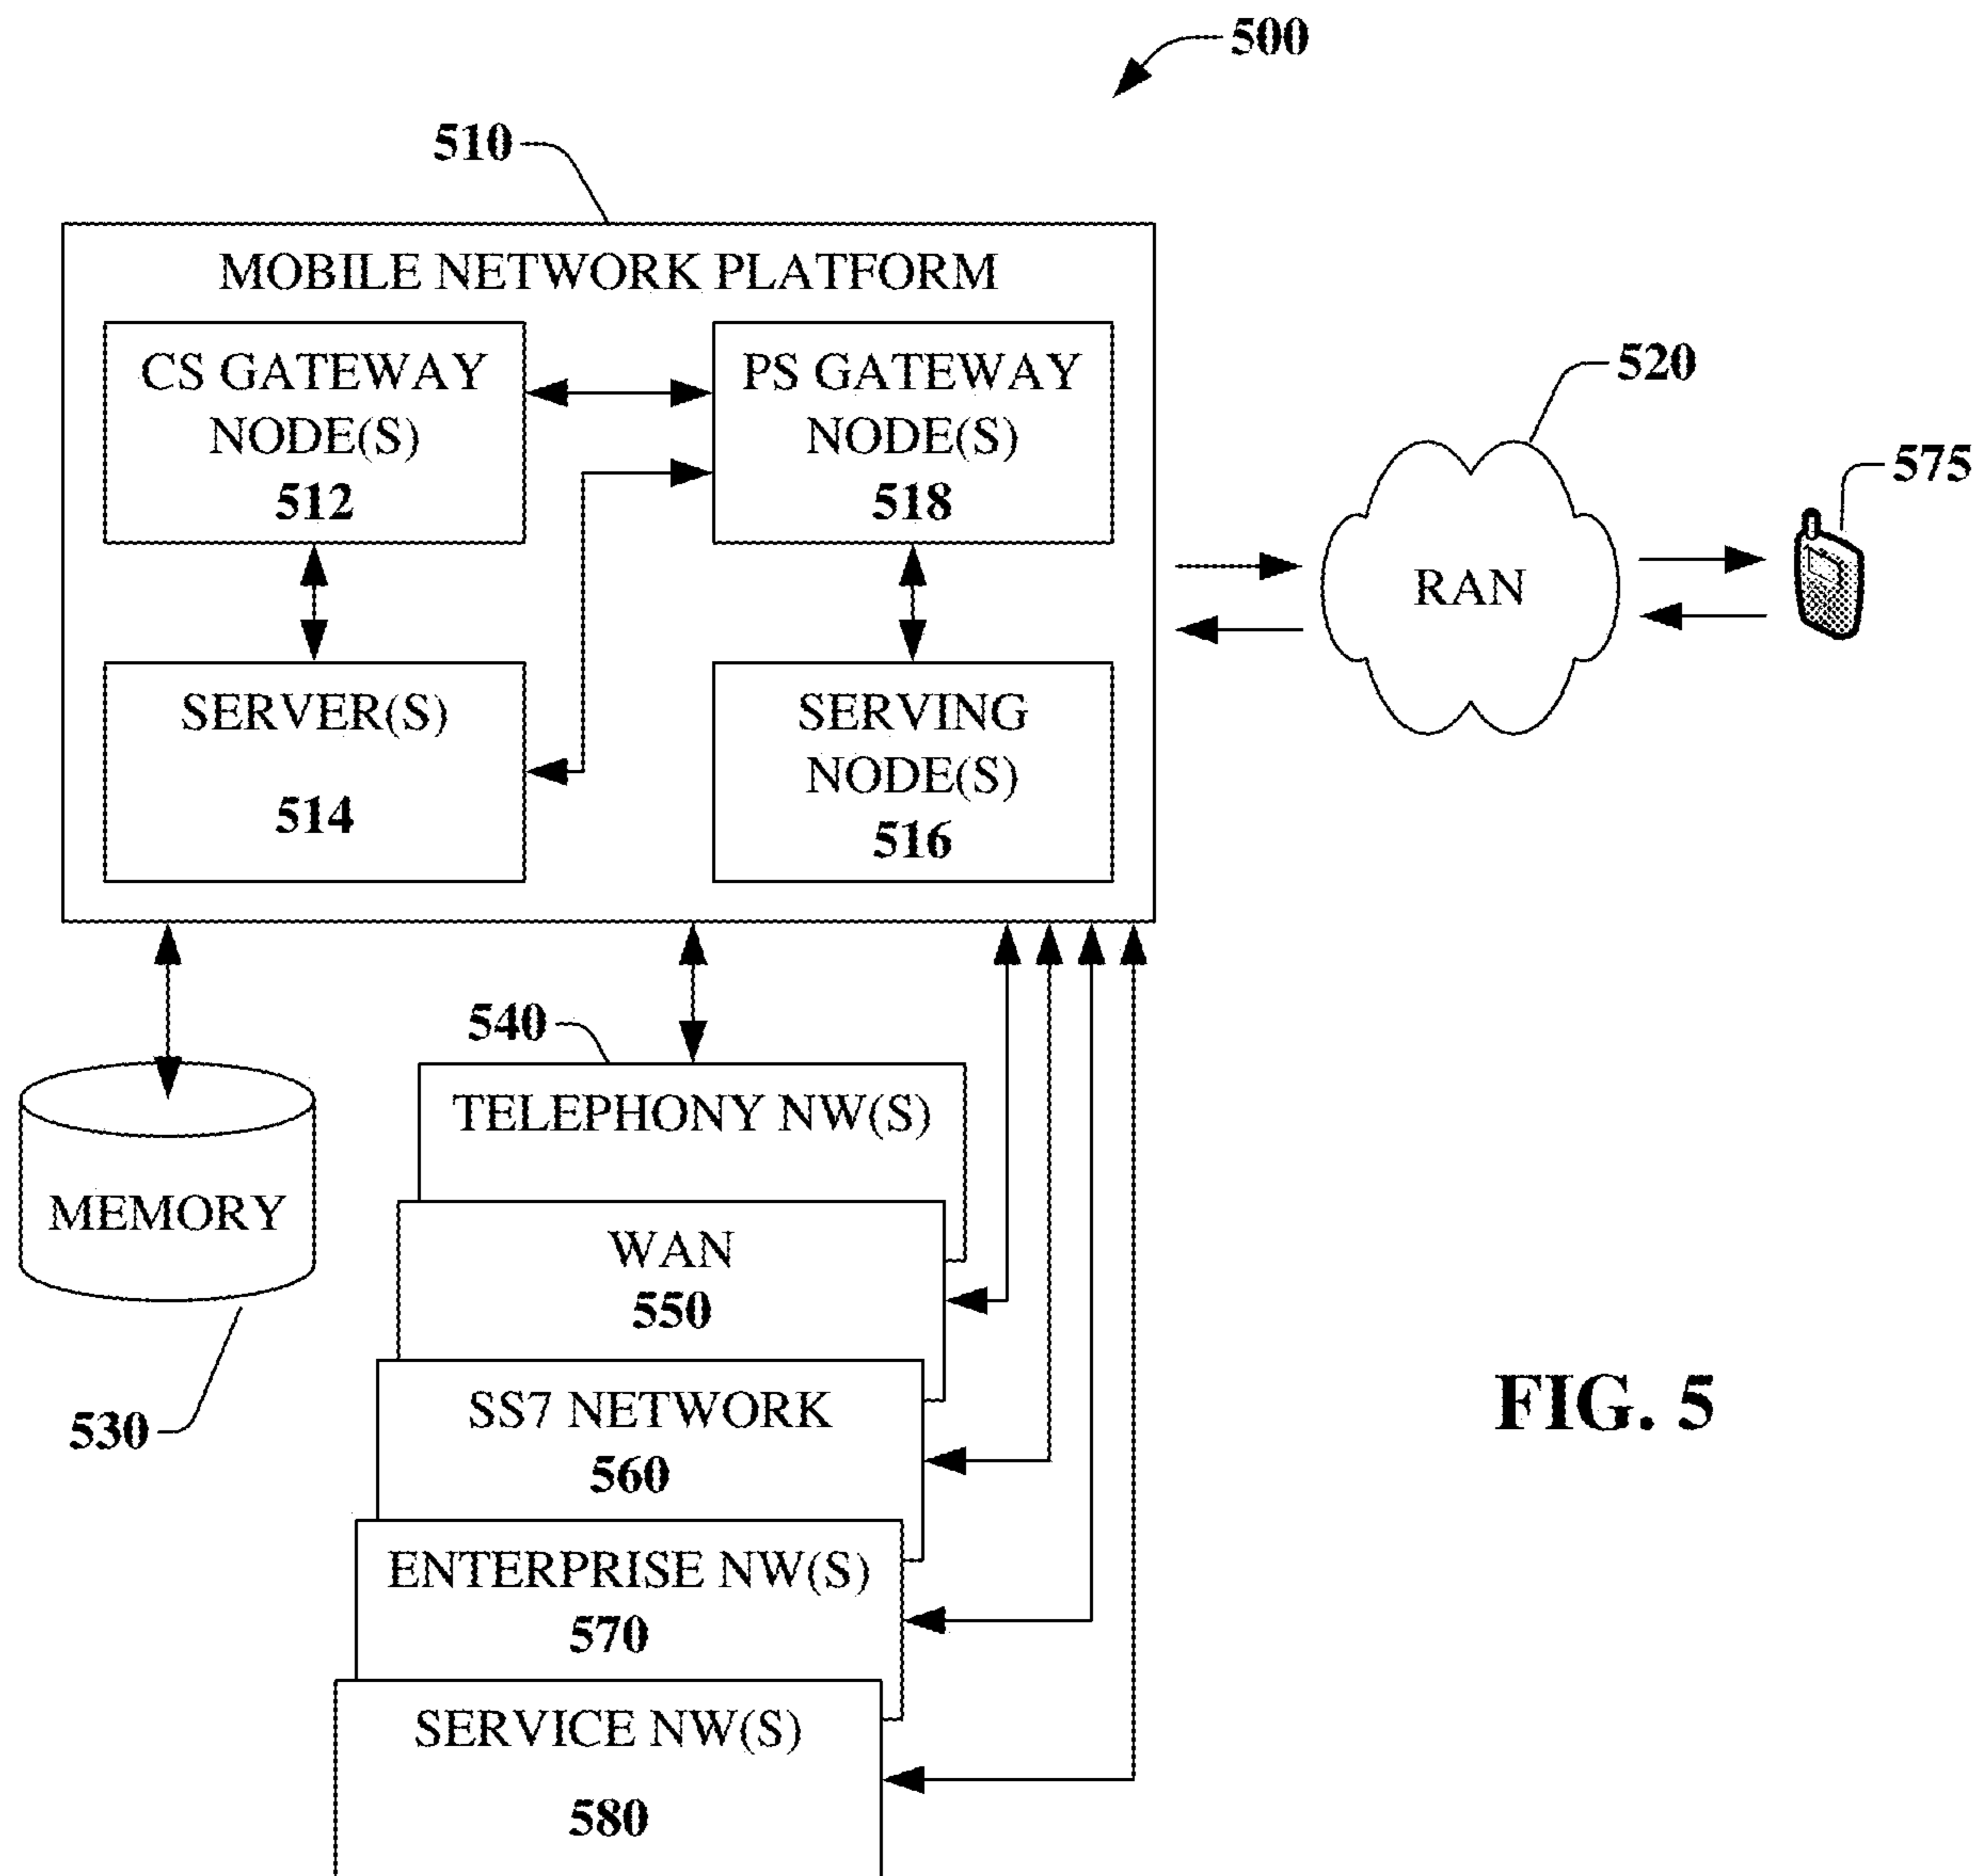 500
510
MOBILE NETWORK PLATFORM
CS GATEWAY
NODE(S)
512
PS GATEWAY
NODE(S)
518
SERVER(S)
514
SERVING
NODE(S)
516
520
RAN
575
540
TELEPHONY NW(S)
MEMORY
530
WAN
550
SS7 NETWORK
560
ENTERPRISE NW(S)
570
SERVICE NW(S)
580
FIG. 5